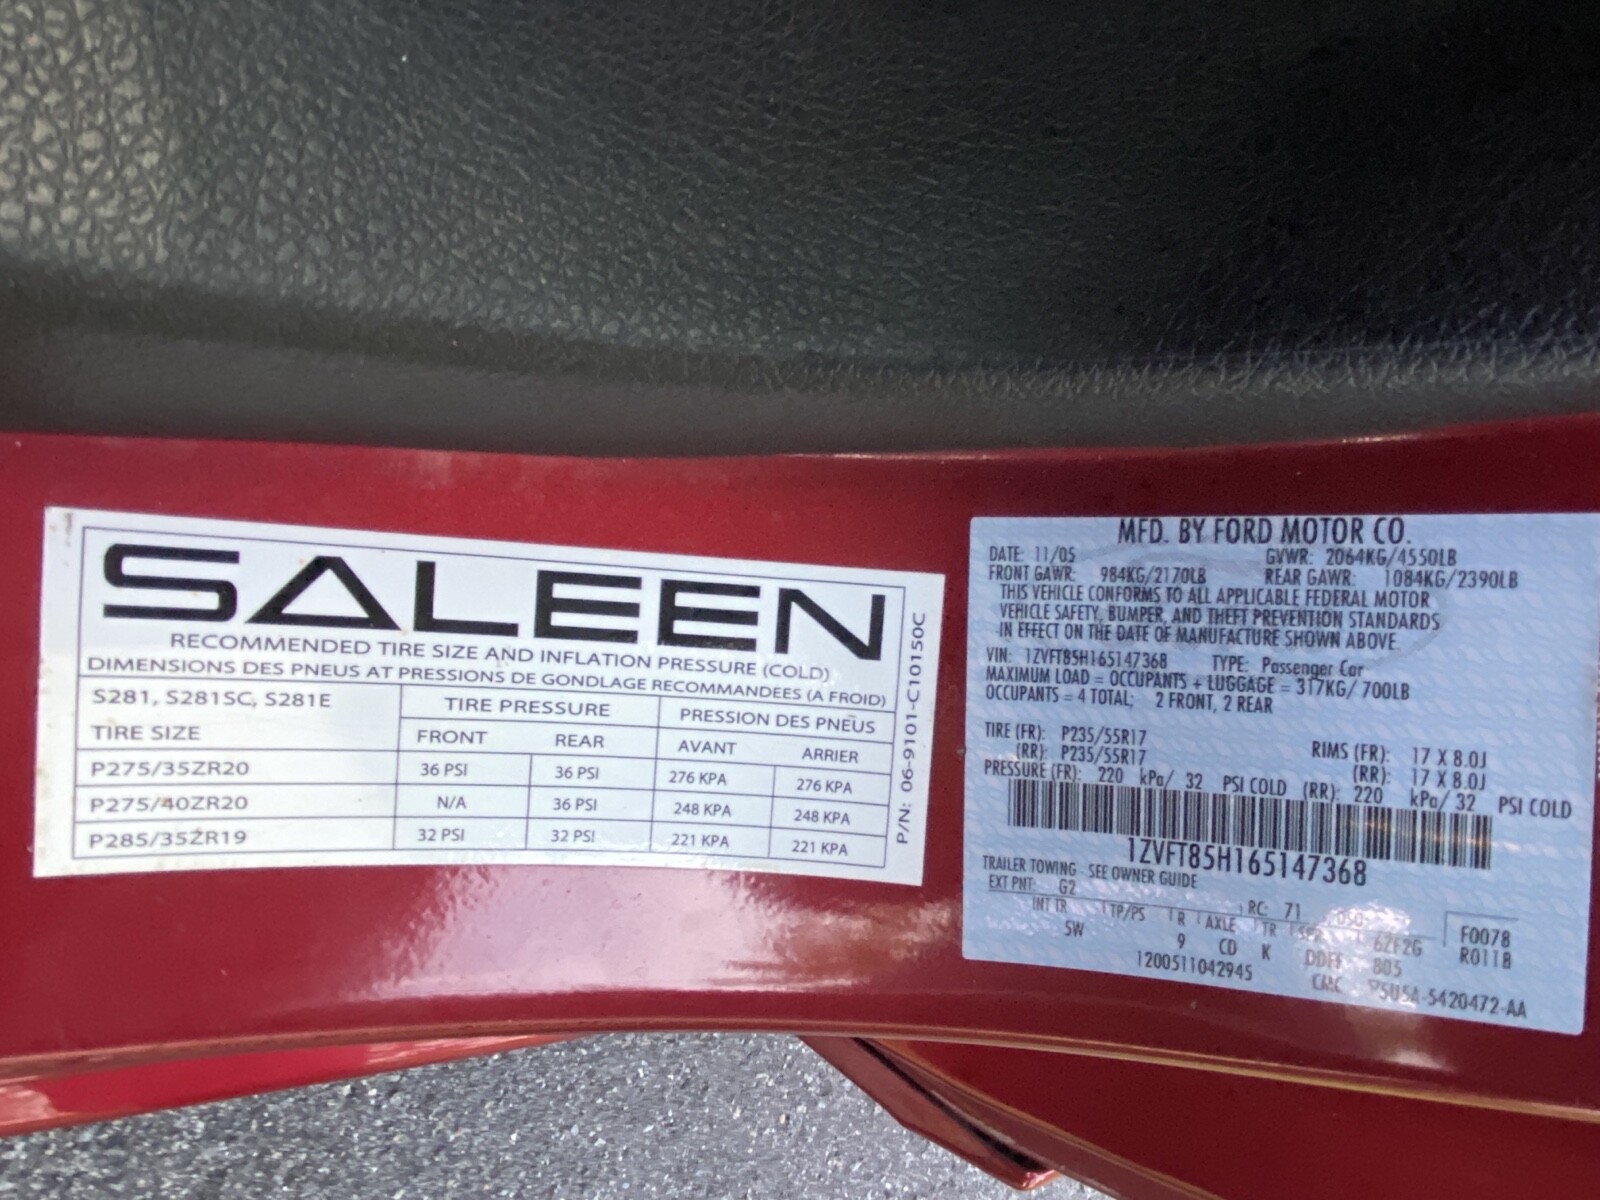 SALEEN
RECOMMENDED TIRE SIZE AND INFLATION PRESSURE (COLD)
DIMENSIONS DES PNEUS AT PRESSIONS DE GONDLAGE RECOMMANDEES (A FROID)
S281, S281SC, S281E TIRE PRESSURE PRESSION DES PNEUS
TIRE SIZE FRONT REAR AVANT ARRIER
P275/35ZR20 36 PSI 36 PSI 276 KPA 276 KPA
P275/40ZR20 N/A 36 PSI 248 KPA 248 KPA
P285/35ZR19 32 PSI 32 PSI 221 KPA 221 KPA
P/N: 06-9101-C10150C
MFD. BY FORD MOTOR CO.
DATE: 11/05 GVWR: 2064KG/4550LB
FRONT GAWR: 984KG/2170LB REAR GAWR: 1084KG/2390LB
THIS VEHICLE CONFORMS TO ALL APPLICABLE FEDERAL MOTOR
VEHICLE SAFETY, BUMPER, AND THEFT PREVENTION STANDARDS
IN EFFECT ON THE DATE OF MANUFACTURE SHOWN ABOVE.
VIN: 1ZVFT85H165147368 TYPE: Passenger Car
MAXIMUM LOAD = OCCUPANTS + LUGGAGE = 317KG/ 700LB
OCCUPANTS = 4 TOTAL; 2 FRONT, 2 REAR
TIRE (FR): P235/55R17 RIMS (FR): 17 X 8.0J
(RR): P235/55R17 (RR): 17 X 8.0J
PRESSURE (FR): 220 kPa/ 32 PSI COLD (RR): 220 kPa/ 32 PSI COLD
1ZVFT85H165147368
TRAILER TOWING - SEE OWNER GUIDE
EXT PNT: G2 RC: 71 DSO: F0078
INT TR TP/PS R AXLE TR SPR 6ZF2G R0118
SW 9 CD K DDFF 805
1200511042945 CMC 5U5A-5420472-AA